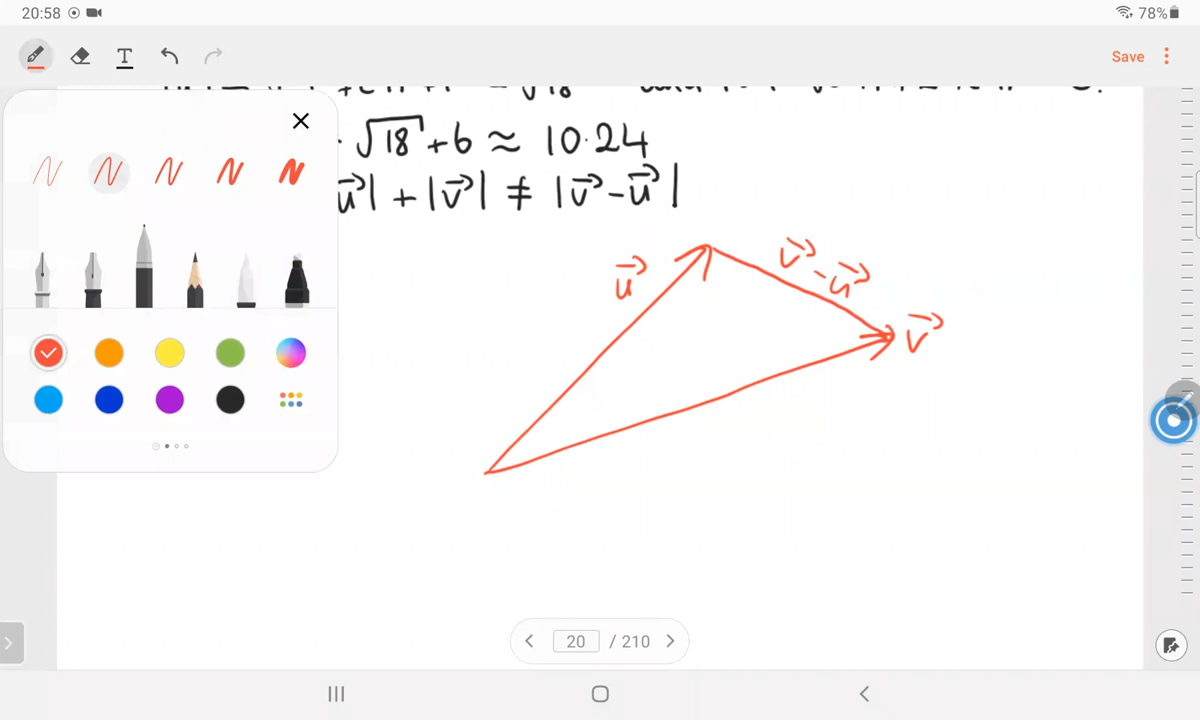 20:58
78%
T
Save
√18 + 6 ≈ 10.24
u⃗| + |v⃗| ≠ |v⃗ - u⃗|
u⃗
v⃗ - u⃗
v⃗
20 / 210